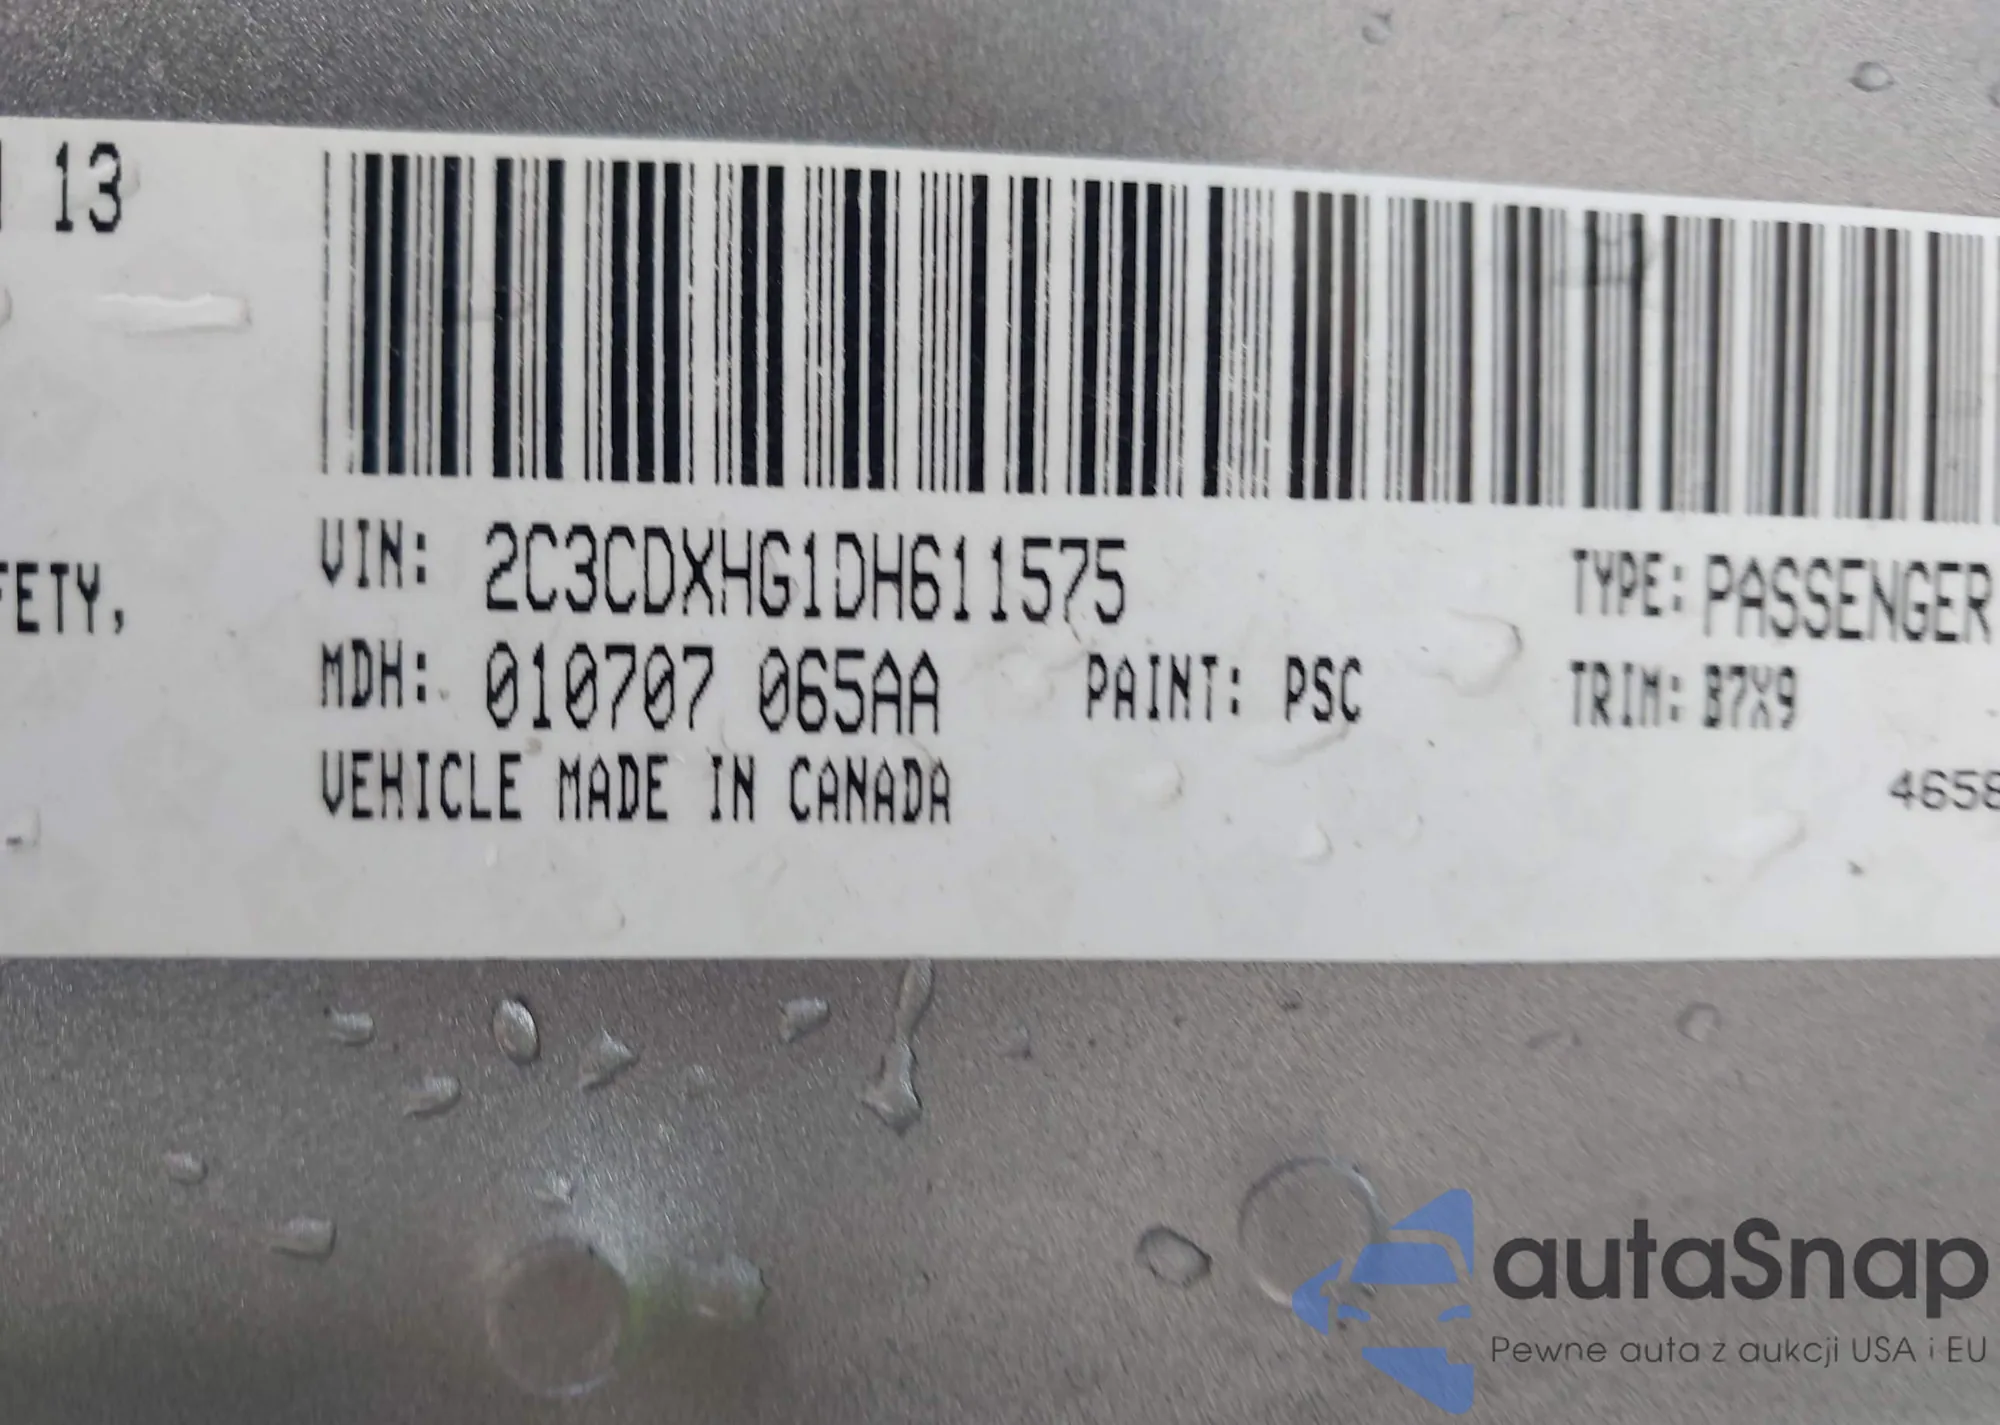 13
FETY,
VIN: 2C3CDXHG1DH611575
TYPE: PASSENGER
MDH: 010707 065AA
PAINT: PSC
TRIM: B7X9
VEHICLE MADE IN CANADA
4658
autaSnap
Pewne auta z aukcji USA i EU